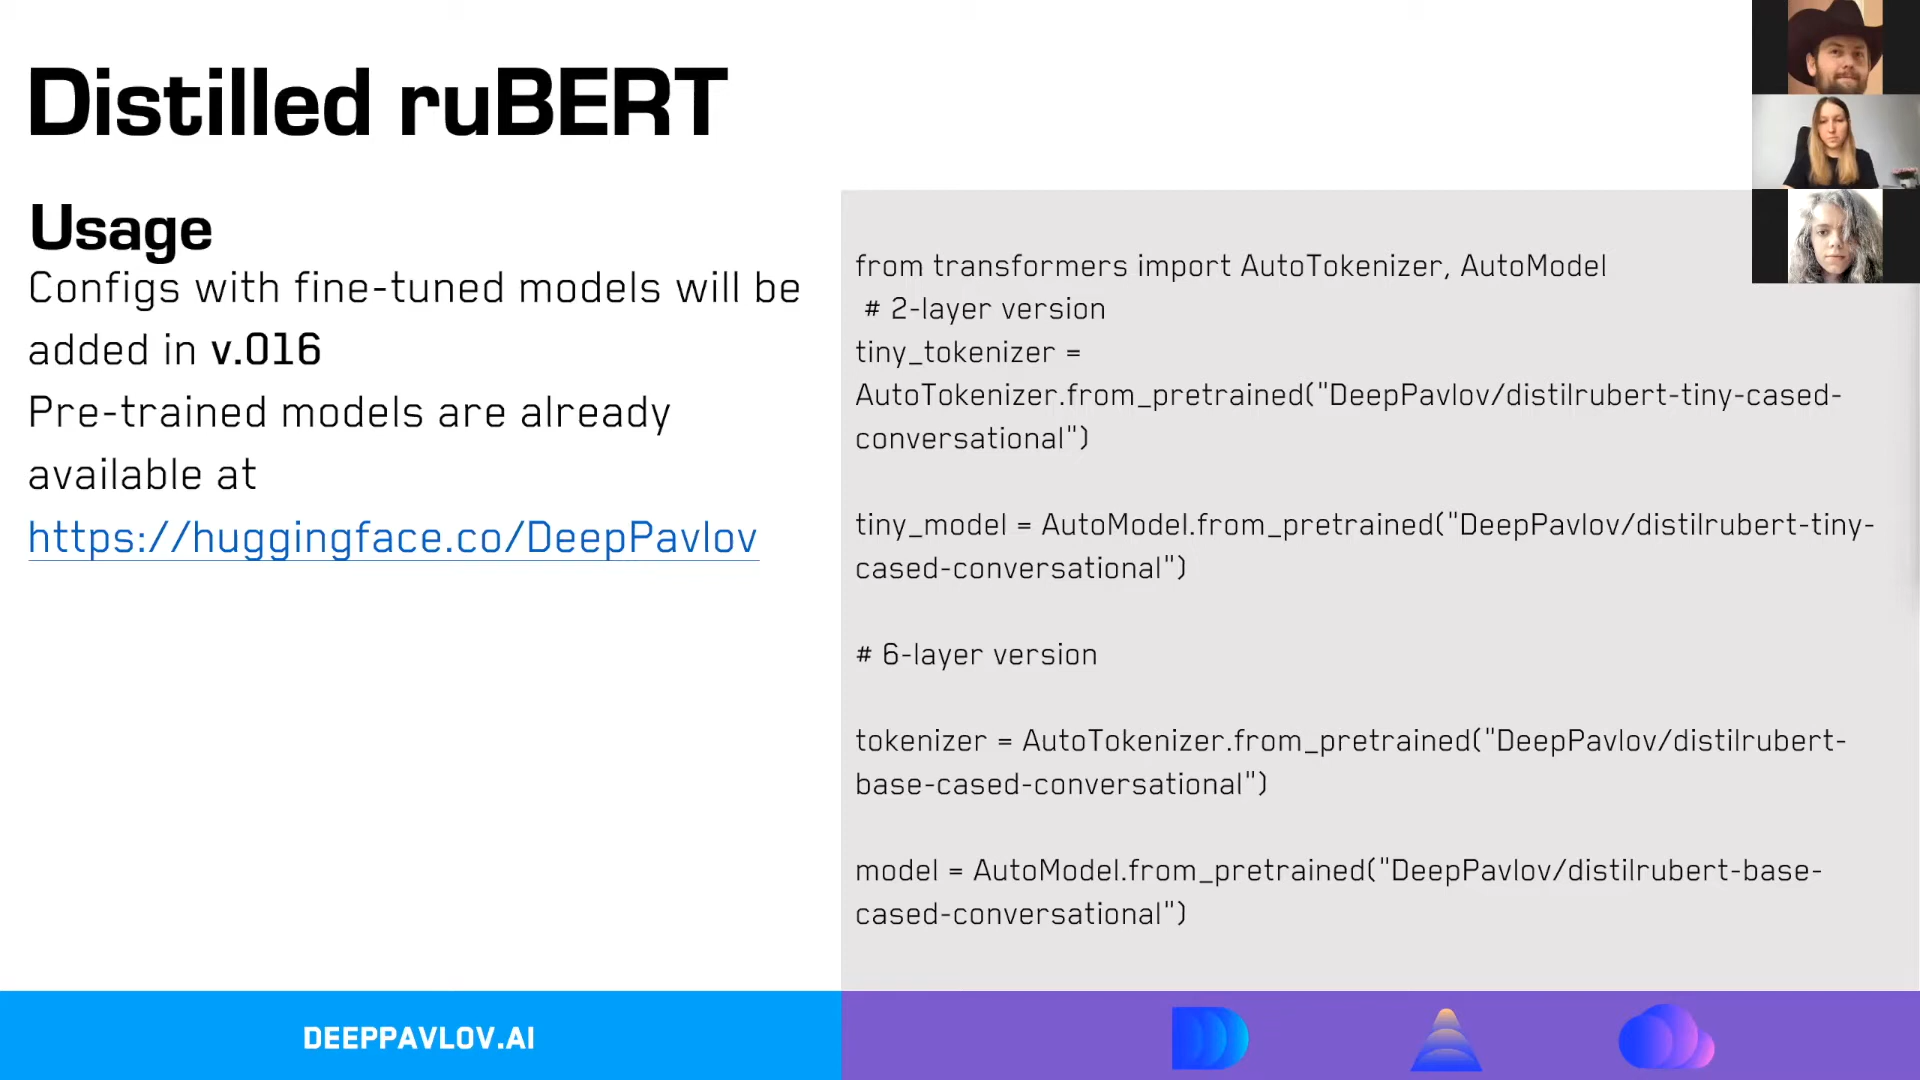 Distilled ruBERT
Usage
Configs with fine-tuned models will be
added in v.016
Pre-trained models are already
available at
https://huggingface.co/DeepPavlov
from transformers import AutoTokenizer, AutoModel
# 2-layer version
tiny_tokenizer =
AutoTokenizer.from_pretrained("DeepPavlov/distilrubert-tiny-cased-
conversational")
tiny_model = AutoModel.from_pretrained("DeepPavlov/distilrubert-tiny-
cased-conversational")
# 6-layer version
tokenizer = AutoTokenizer.from_pretrained("DeepPavlov/distilrubert-
base-cased-conversational")
model = AutoModel.from_pretrained("DeepPavlov/distilrubert-base-
cased-conversational")
DEEPPAVLOV.AI